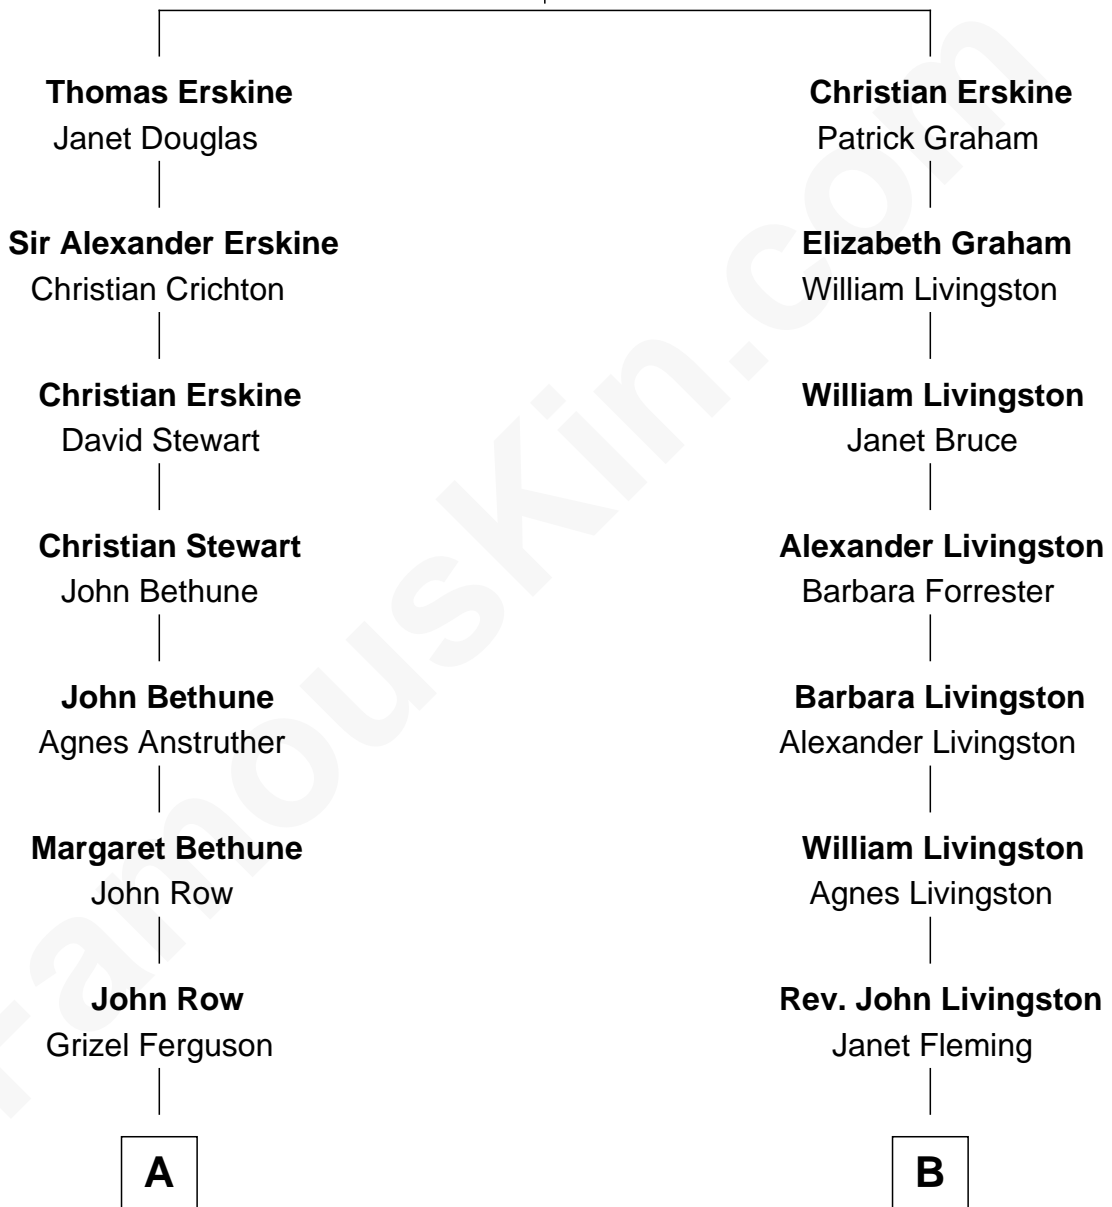 Thomas Erskine
Janet Douglas
Sir Alexander Erskine
Christian Crichton
Christian Erskine
David Stewart
Christian Stewart
John Bethune
John Bethune
Agnes Anstruther
Margaret Bethune
John Row
John Row
Grizel Ferguson
A
Christian Erskine
Patrick Graham
Elizabeth Graham
William Livingston
William Livingston
Janet Bruce
Alexander Livingston
Barbara Forrester
Barbara Livingston
Alexander Livingston
William Livingston
Agnes Livingston
Rev. John Livingston
Janet Fleming
B
FamousKin.com